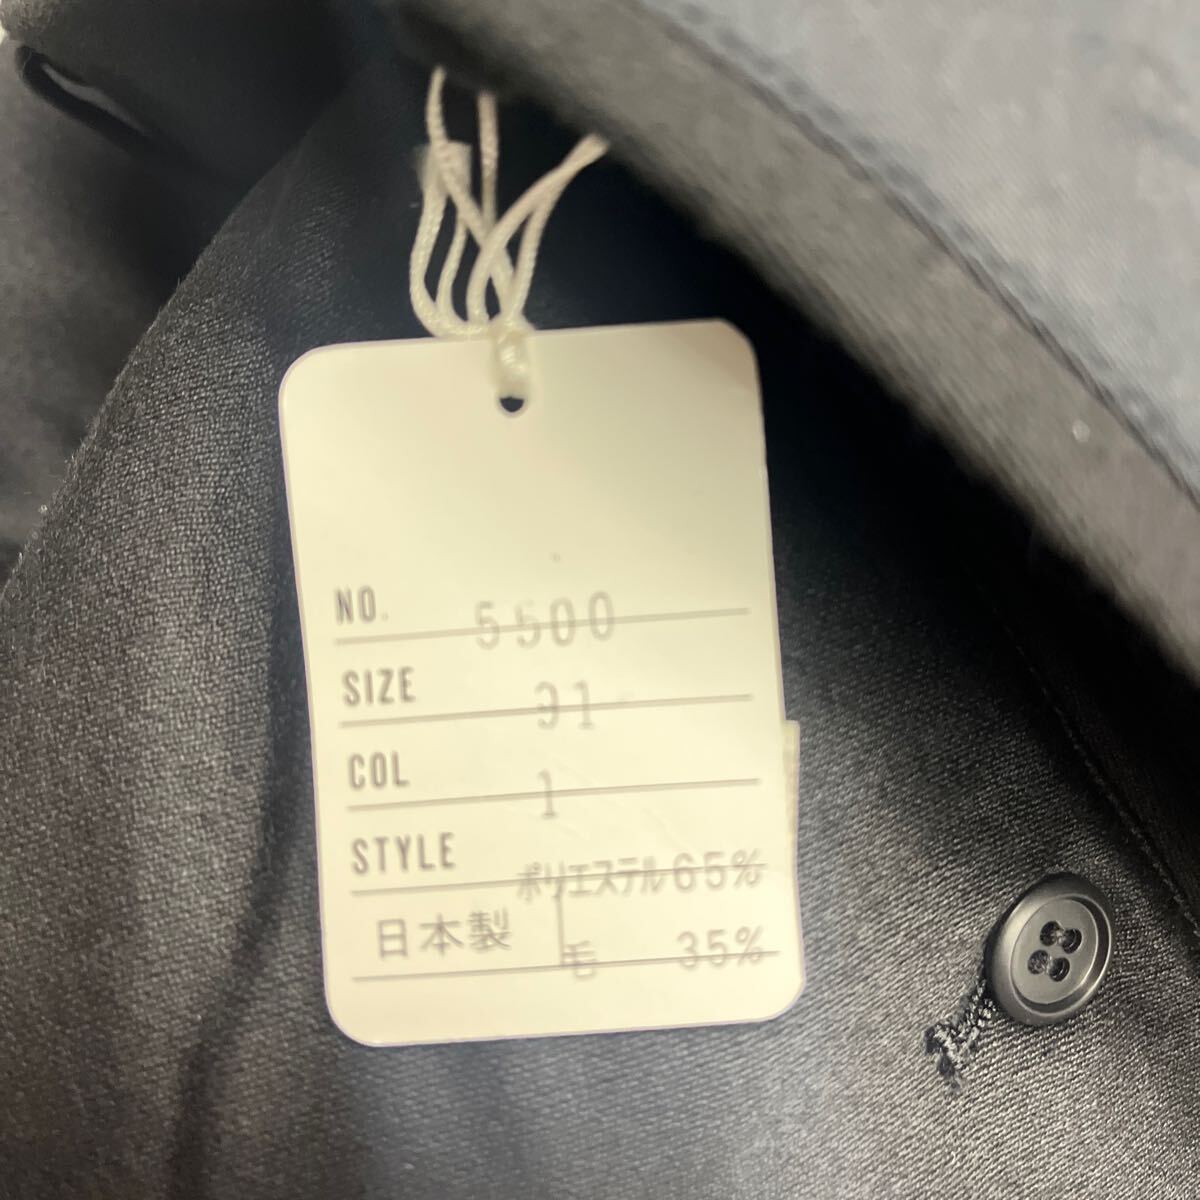 NO. 5500
SIZE 91
COL 1
STYLE ポリエステル65%
日本製 毛 35%